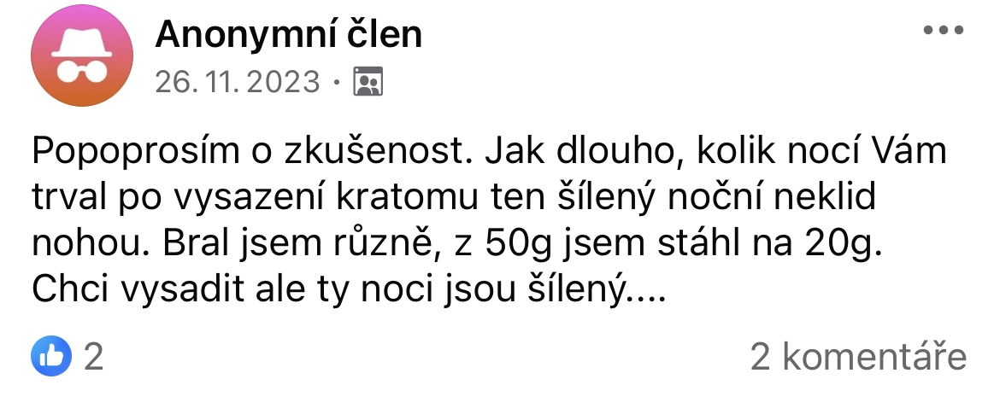 Anonymní člen
26. 11. 2023 ·
Popoprosím o zkušenost. Jak dlouho, kolik nocí Vám
trval po vysazení kratomu ten šílený noční neklid
nohou. Bral jsem různě, z 50g jsem stáhl na 20g.
Chci vysadit ale ty noci jsou šílený....
2
2 komentáře